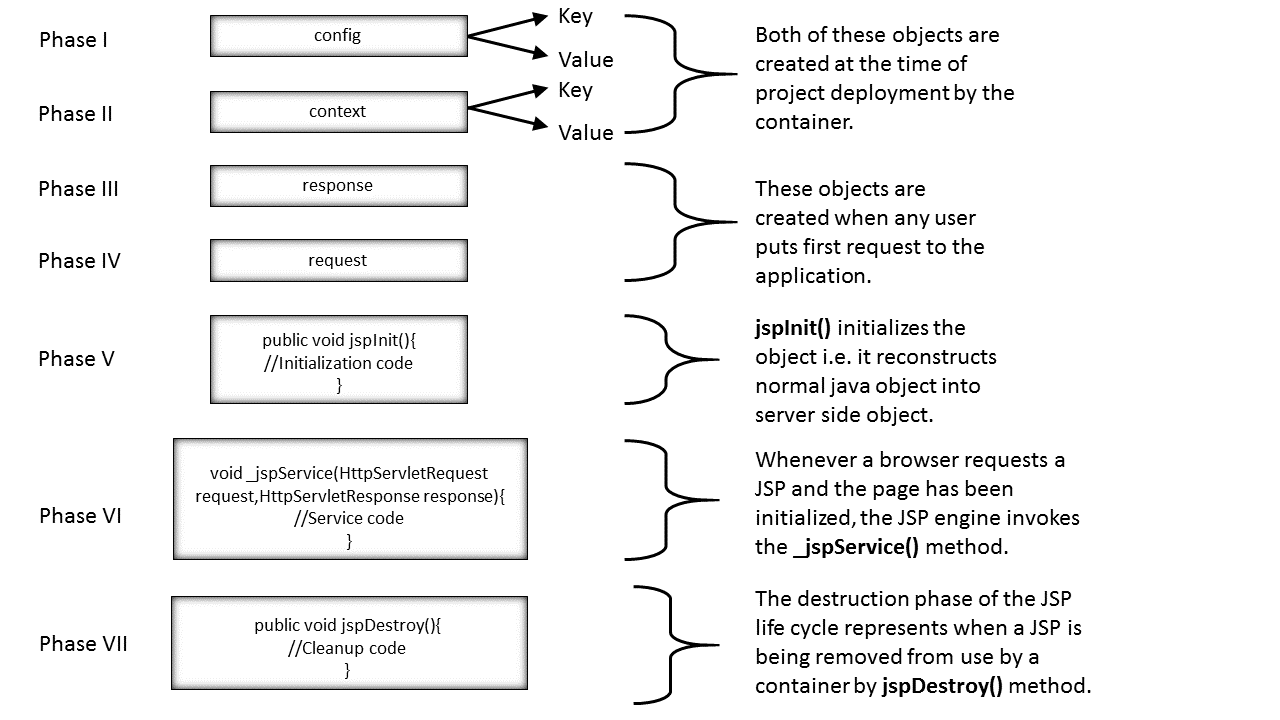 Phase I
config
Key
Value
Both of these objects are
created at the time of
project deployment by the
container.
Phase II
context
Key
Value
Phase III
response
These objects are
created when any user
puts first request to the
application.
Phase IV
request
Phase V
public void jspInit(){
//Initialization code
}
jspInit() initializes the
object i.e. it reconstructs
normal java object into
server side object.
Phase VI
void _jspService(HttpServletRequest
request,HttpServletResponse response){
//Service code
}
Whenever a browser requests a
JSP and the page has been
initialized, the JSP engine invokes
the _jspService() method.
Phase VII
public void jspDestroy(){
//Cleanup code
}
The destruction phase of the JSP
life cycle represents when a JSP is
being removed from use by a
container by jspDestroy() method.